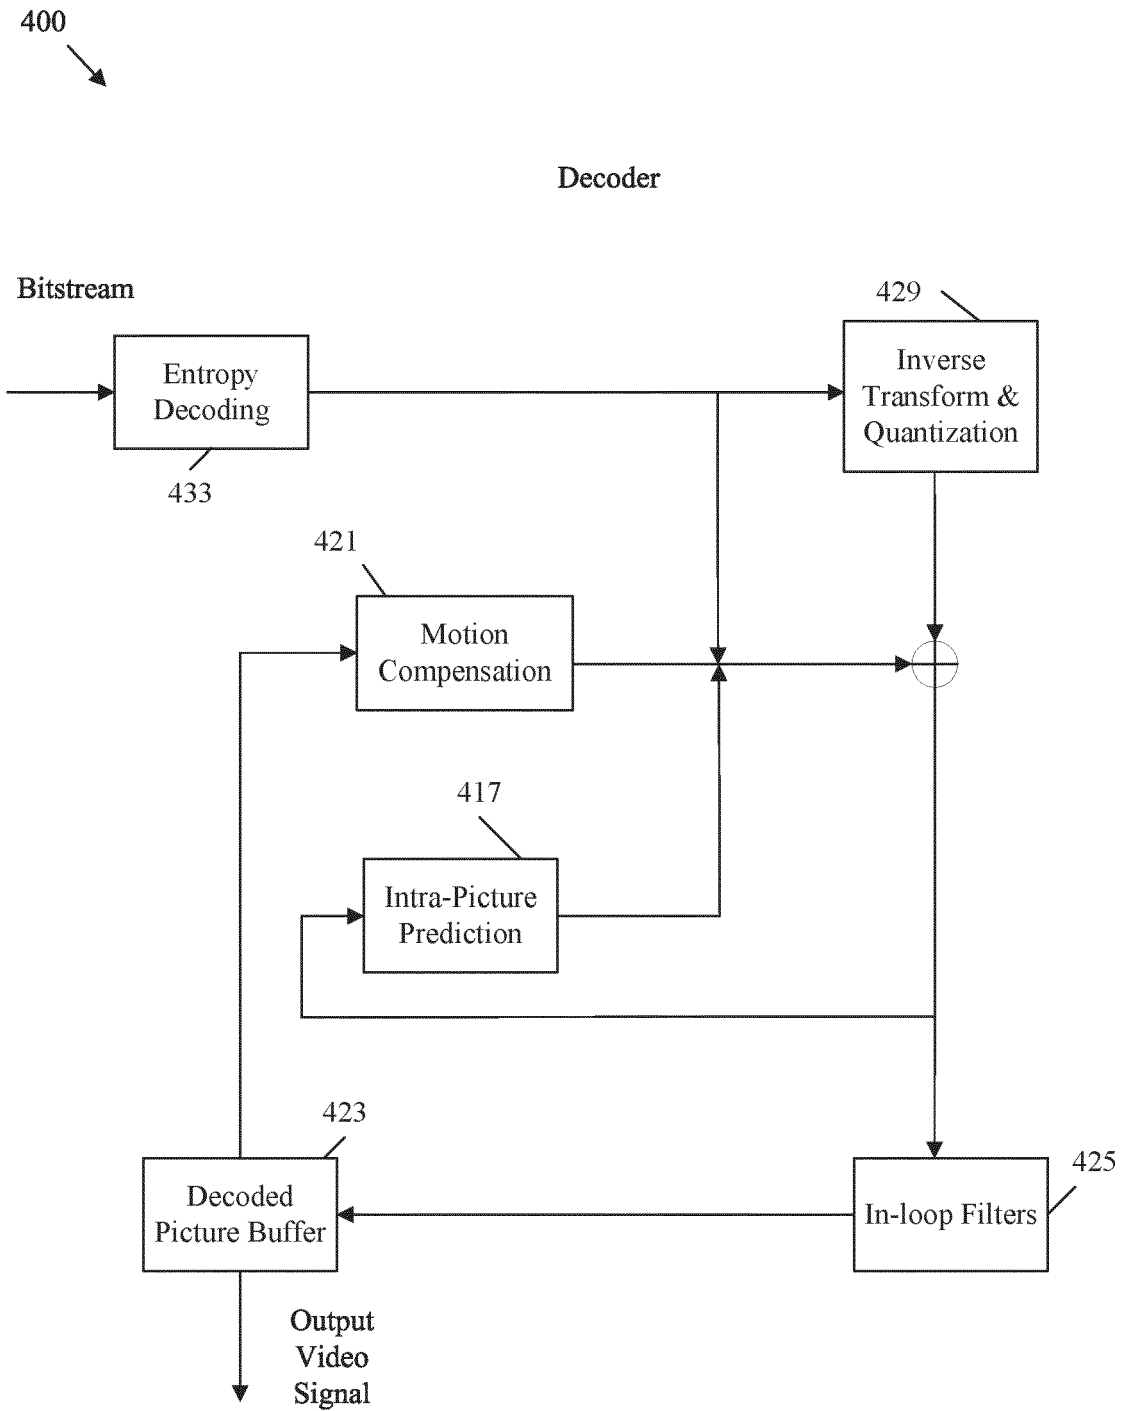 400
Decoder
Bitstream
429
Entropy
Decoding
Inverse
Transform &
Quantization
433
421
Motion
Compensation
417
Intra-Picture
Prediction
423
425
Decoded
Picture Buffer
In-loop Filters
Output
Video
Signal